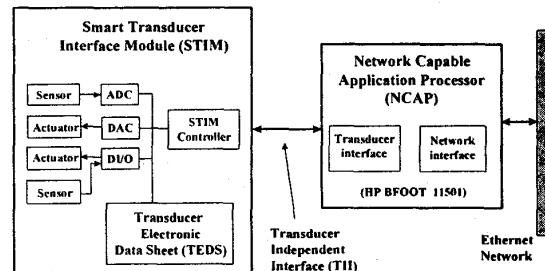 Smart Transducer
Interface Module (STIM)
Sensor
ADC
Actuator
DAC
STIM
Controller
Actuator
DI/O
Sensor
Transducer
Electronic
Data Sheet (TEDS)
Network Capable
Application Processor
(NCAP)
Transducer
interface
Network
interface
(HP BFOOT 11501)
Transducer
Independent
Interface (TII)
Ethernet
Network